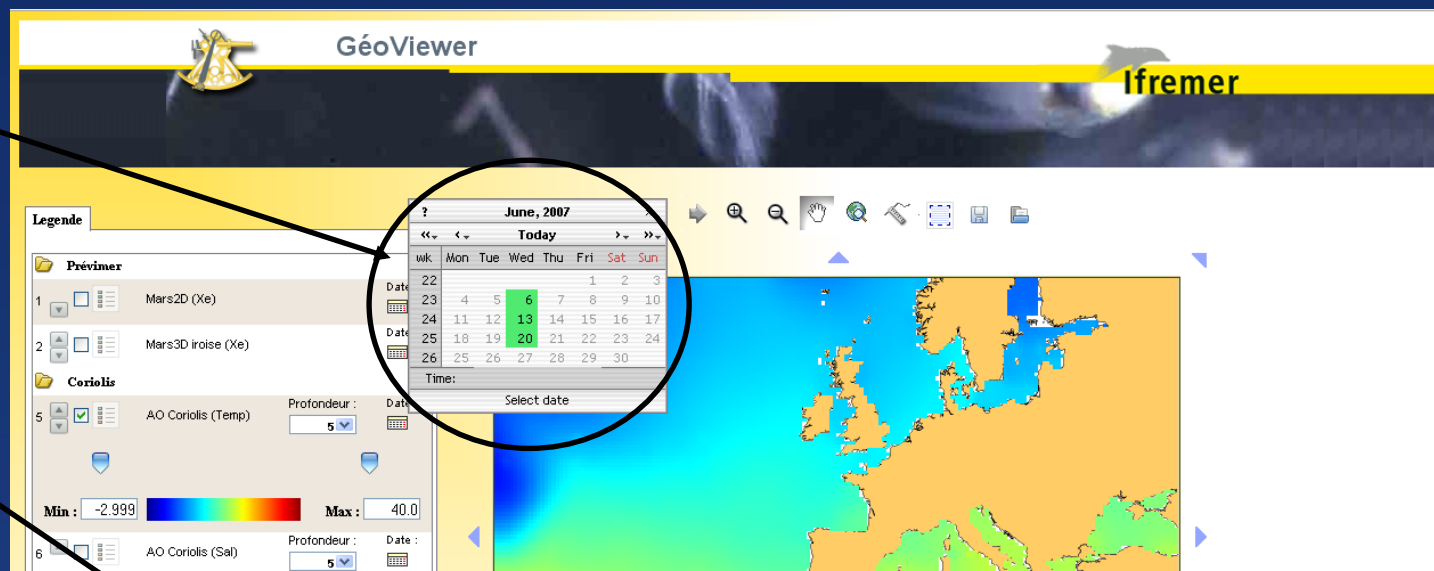 GéoViewer
Ifremer
Legende
Prévimer
1 Mars2D (Xe) Date
2 Mars3D iroise (Xe) Date
Coriolis
5 AO Coriolis (Temp) Profondeur : 5 Date
Min : -2.999 Max : 40.0
6 AO Coriolis (Sal) Profondeur : 5 Date :
? June, 2007
«- ‹- Today ›- »-
wk Mon Tue Wed Thu Fri Sat Sun
22 1 2 3
23 4 5 6 7 8 9 10
24 11 12 13 14 15 16 17
25 18 19 20 21 22 23 24
26 25 26 27 28 29 30
Time:
Select date